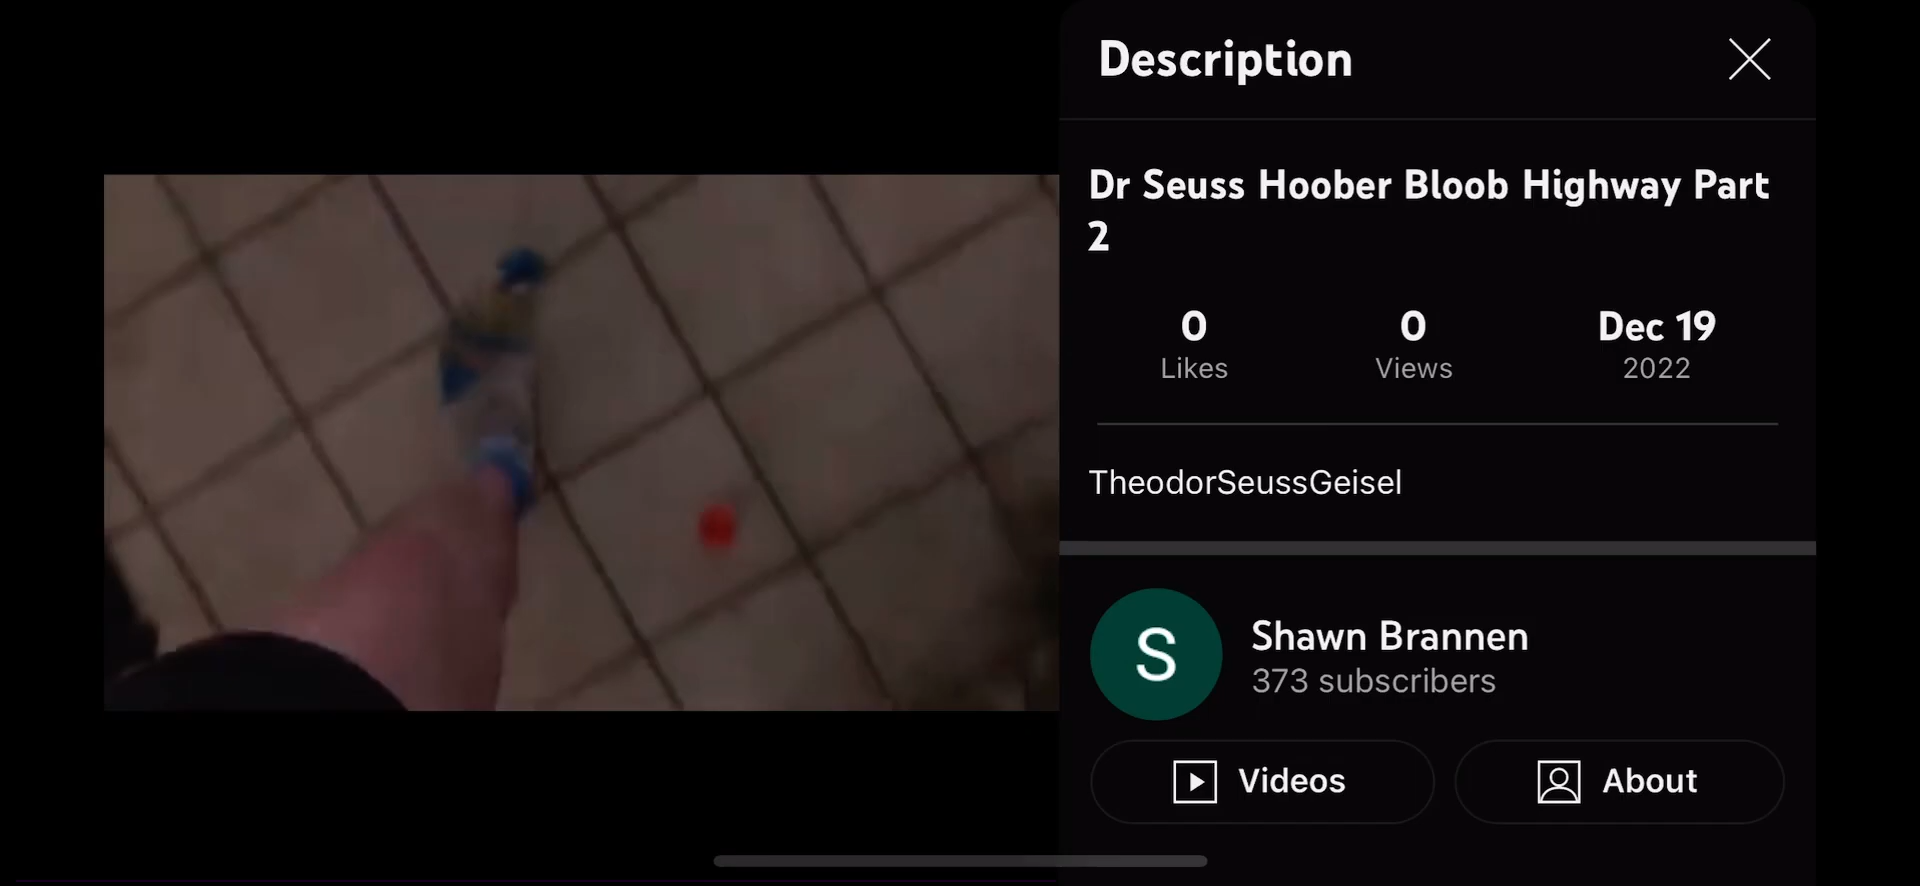 Description
Dr Seuss Hoober Bloob Highway Part
2
0
Likes
0
Views
Dec 19
2022
TheodorSeussGeisel
S
Shawn Brannen
373 subscribers
Videos
About